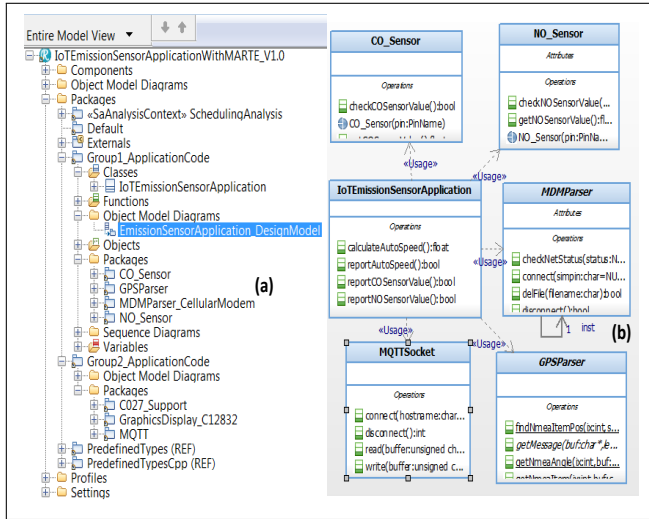 Entire Model View
IoTEmissionSensorApplicationWithMARTE_V1.0
Components
Object Model Diagrams
Packages
«SaAnalysisContext» SchedulingAnalysis
Default
Externals
Group1_ApplicationCode
Classes
IoTEmissionSensorApplication
Functions
Object Model Diagrams
EmissionSensorApplication_DesignModel
Objects
Packages
CO_Sensor
GPSParser
MDMParser_CellularModem
NO_Sensor
Sequence Diagrams
Variables
Group2_ApplicationCode
Object Model Diagrams
Packages
C027_Support
GraphicsDisplay_C12832
MQTT
PredefinedTypes (REF)
PredefinedTypesCpp (REF)
Profiles
Settings
(a)
CO_Sensor
Operations
checkCOSensorValue():bool
CO_Sensor(pin:PinName)
NO_Sensor
Attributes
Operations
checkNOSensorValue(...
getNOSensorValue():fl...
NO_Sensor(pin:PinNa...
«Usage»
«Usage»
IoTEmissionSensorApplication
Operations
calculateAutoSpeed():float
reportAutoSpeed():bool
reportCOSensorValue():bool
reportNOSensorValue():bool
«Usage»
MDMParser
Attributes
Operations
checkNetStatus(status:N...
connect(simpin:char=NU...
delFile(filename:char):bool
disconnect():bool
1 inst
(b)
«Usage»
«Usage»
MQTTSocket
Operations
connect(hostname:char...
disconnect():int
read(buffer:unsigned ch...
write(buffer:unsigned c...
GPSParser
Operations
findNmeaItemPos(ix:int,s...
getMessage(buf:char*,le...
getNmeaAngle(ix:int,buf:...
getNmeaItem(ix:int,buf:c...